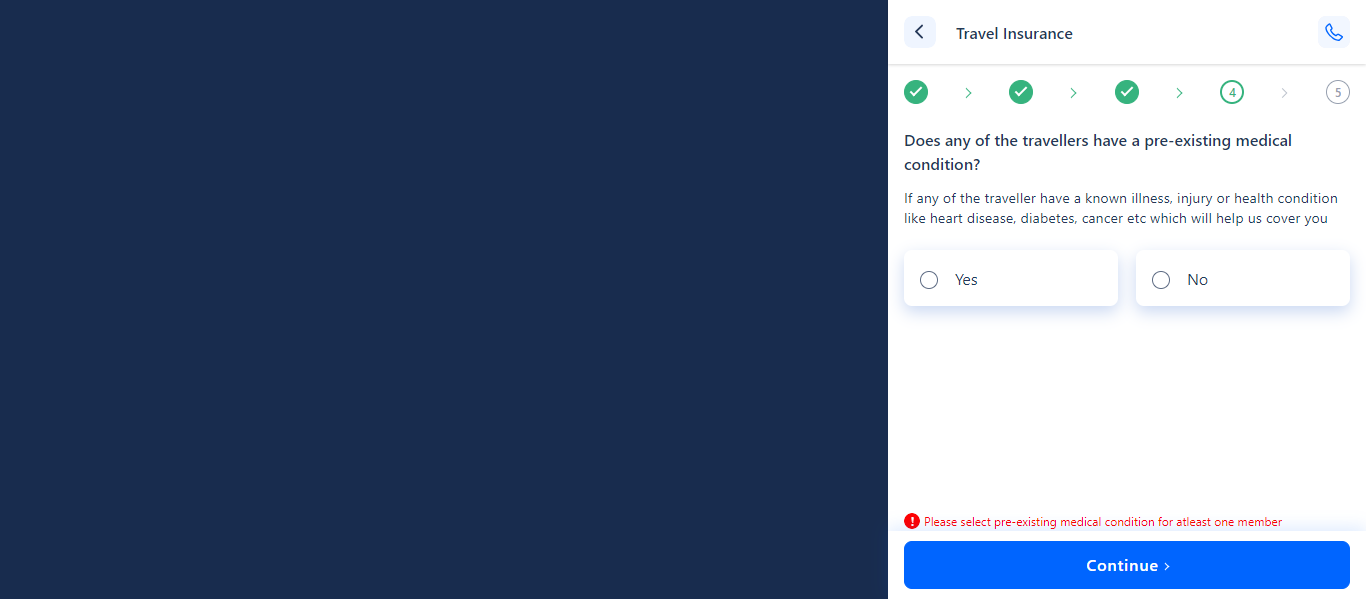 Travel Insurance
4
5
Does any of the travellers have a pre-existing medical
condition?
If any of the traveller have a known illness, injury or health condition
like heart disease, diabetes, cancer etc which will help us cover you
Yes
No
Please select pre-existing medical condition for atleast one member
Continue ›